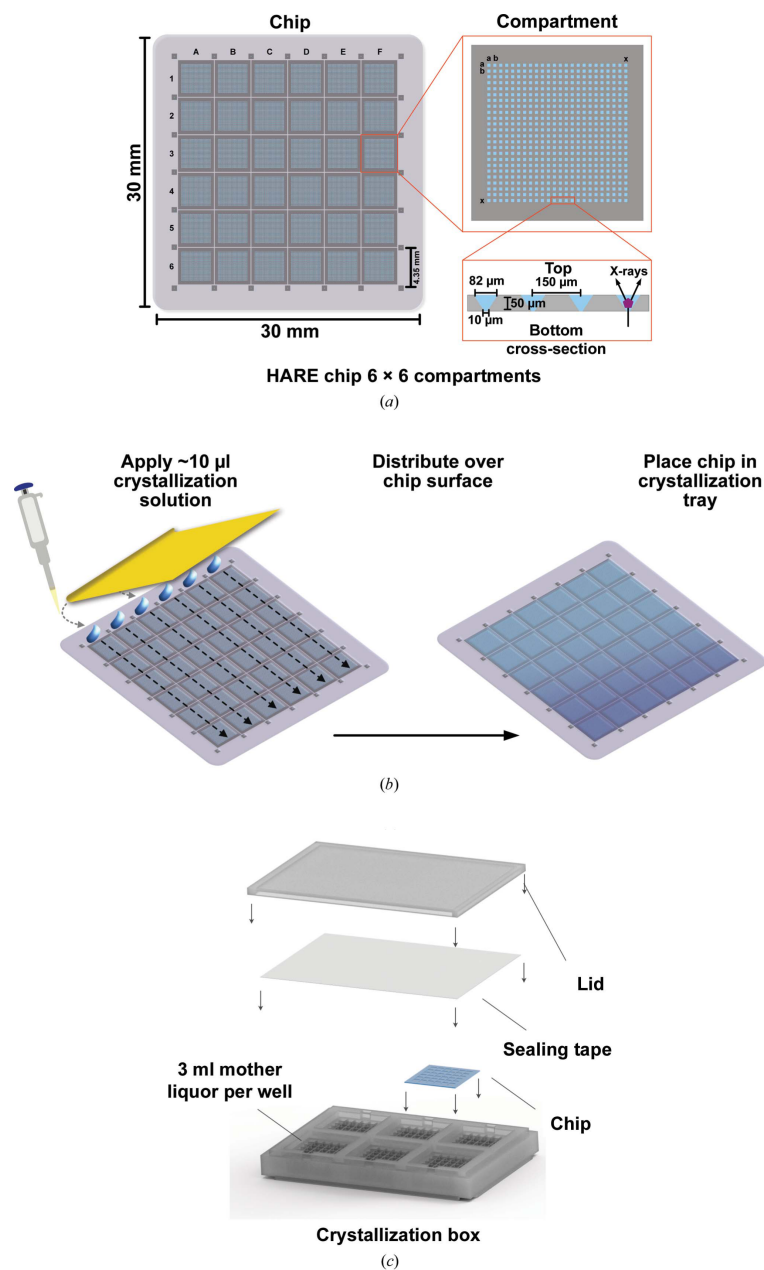 Chip
A B C D E F
1
2
3
4
5
6
30 mm
30 mm
4.35 mm
Compartment
a b x
a
b
x
Top
X-rays
82 µm
150 µm
50 µm
10 µm
Bottom
cross-section
HARE chip 6 × 6 compartments
(a)
Apply ~10 µl
crystallization
solution
Distribute over
chip surface
Place chip in
crystallization
tray
(b)
Lid
Sealing tape
3 ml mother
liquor per well
Chip
Crystallization box
(c)